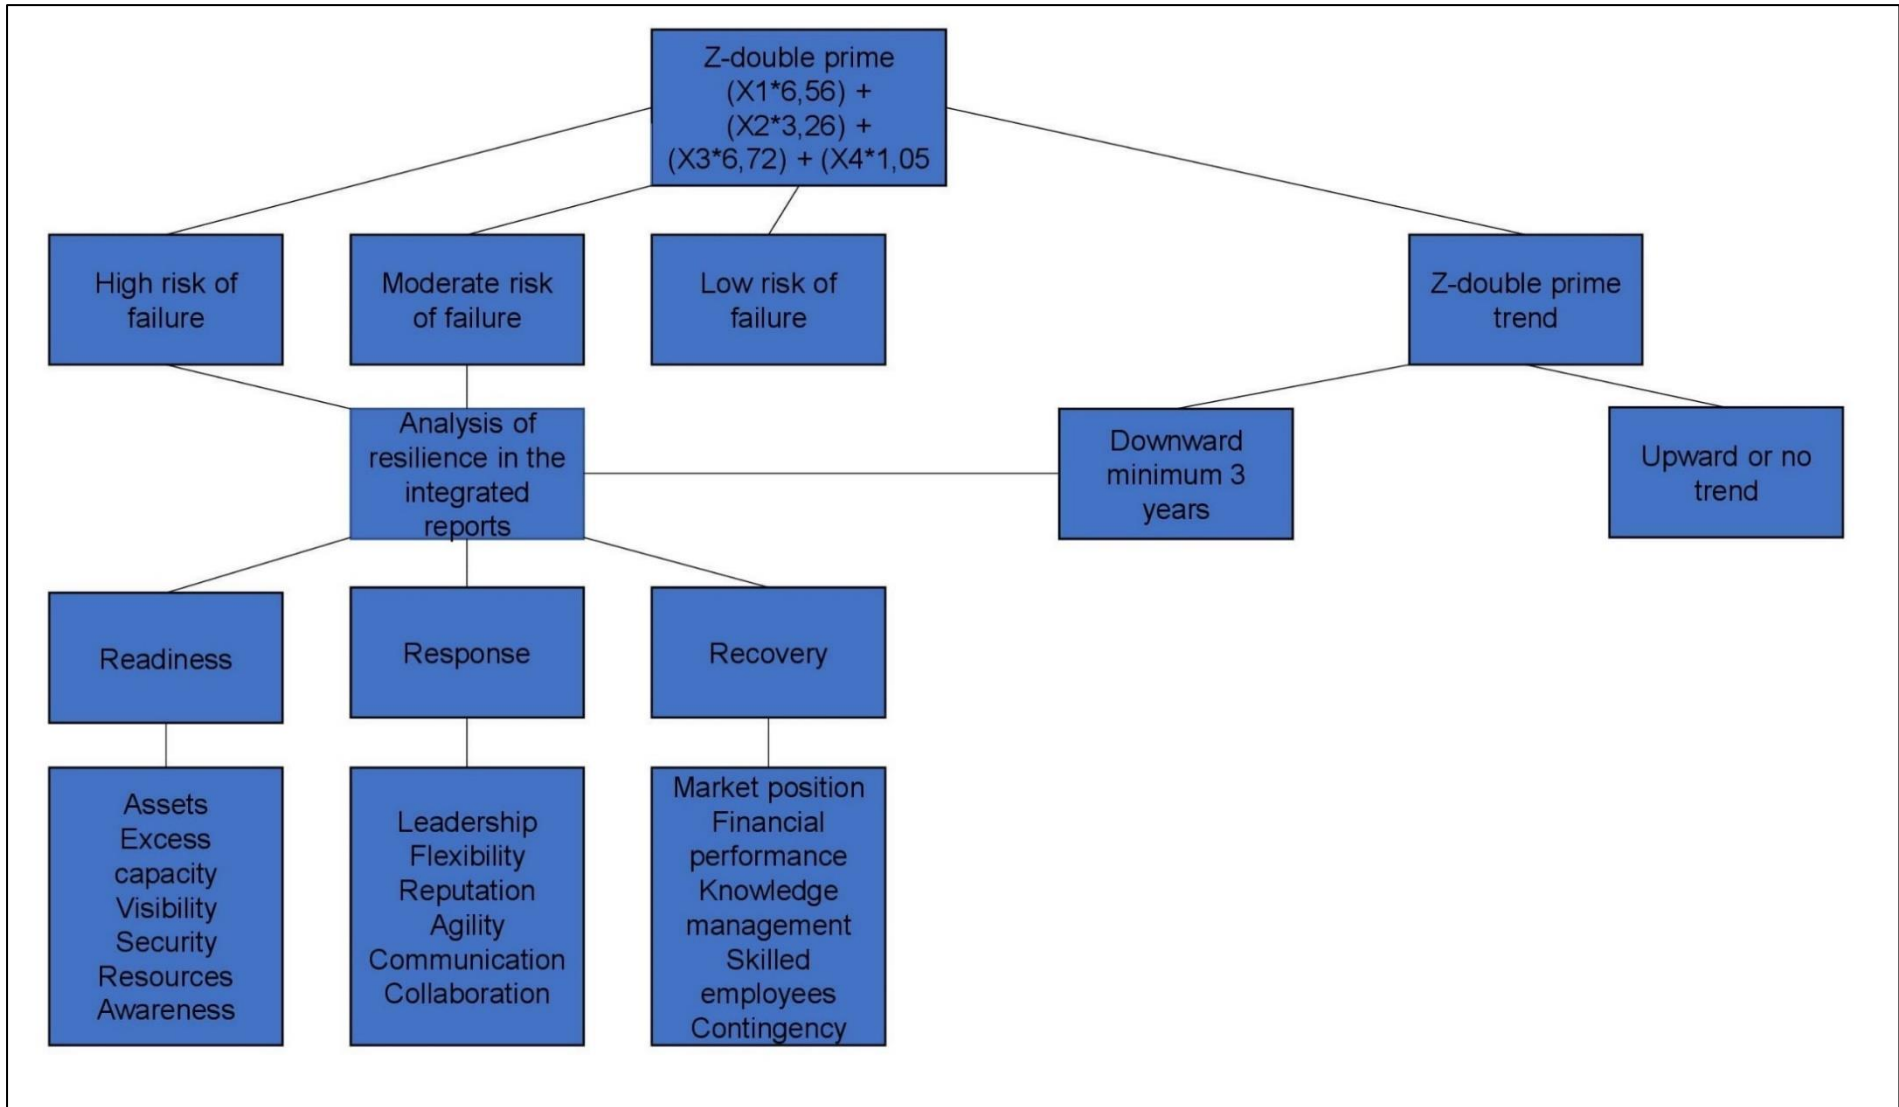 Z-double prime
(X1*6,56) +
(X2*3,26) +
(X3*6,72) + (X4*1,05
High risk of
failure
Moderate risk
of failure
Low risk of
failure
Z-double prime
trend
Analysis of
resilience in the
integrated
reports
Downward
minimum 3
years
Upward or no
trend
Readiness
Response
Recovery
Assets
Excess
capacity
Visibility
Security
Resources
Awareness
Leadership
Flexibility
Reputation
Agility
Communication
Collaboration
Market position
Financial
performance
Knowledge
management
Skilled
employees
Contingency